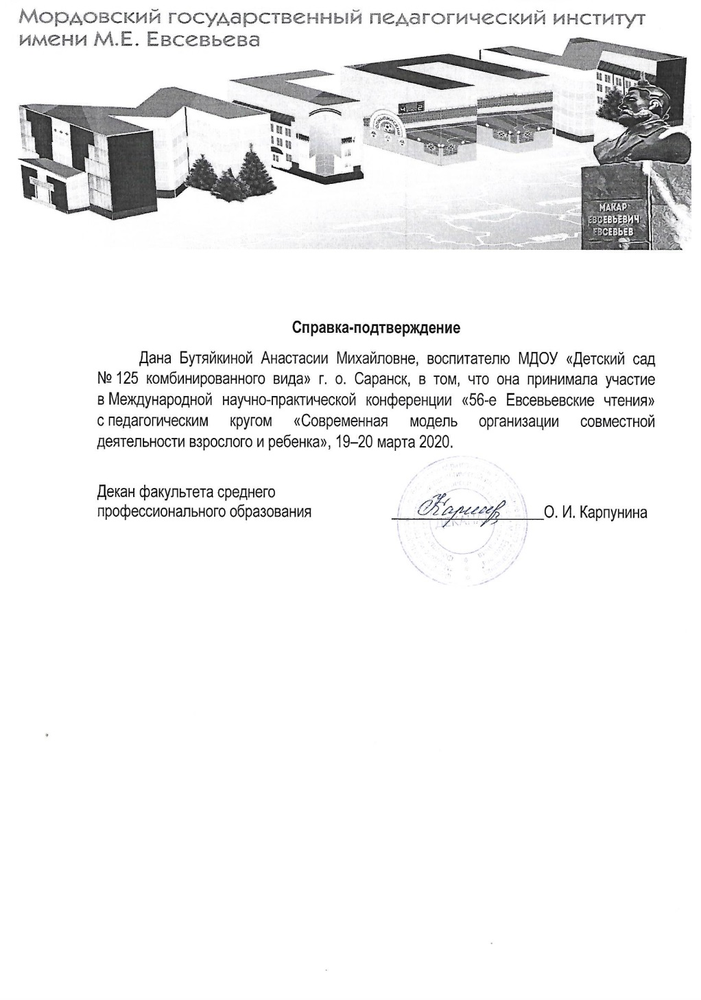 Мордовский государственный педагогический институт
имени М.Е. Евсевьева
ОЛИМПИЙСКИЙ
МАКАР
ЕВСЕВЬЕВИЧ
ЕВСЕВЬЕВ
Справка-подтверждение
Дана Бутяйкиной Анастасии Михайловне, воспитателю МДОУ «Детский сад
№ 125 комбинированного вида» г. о. Саранск, в том, что она принимала участие
в Международной научно-практической конференции «56-е Евсевьевские чтения»
с педагогическим кругом «Современная модель организации совместной
деятельности взрослого и ребенка», 19–20 марта 2020.
Декан факультета среднего
профессионального образования
О. И. Карпунина